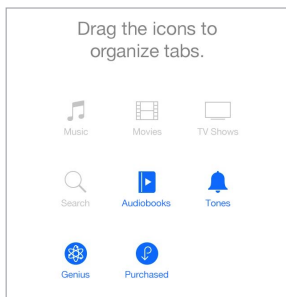 Drag the icons to
organize tabs.
Music Movies TV Shows
Search Audiobooks Tones
Genius Purchased